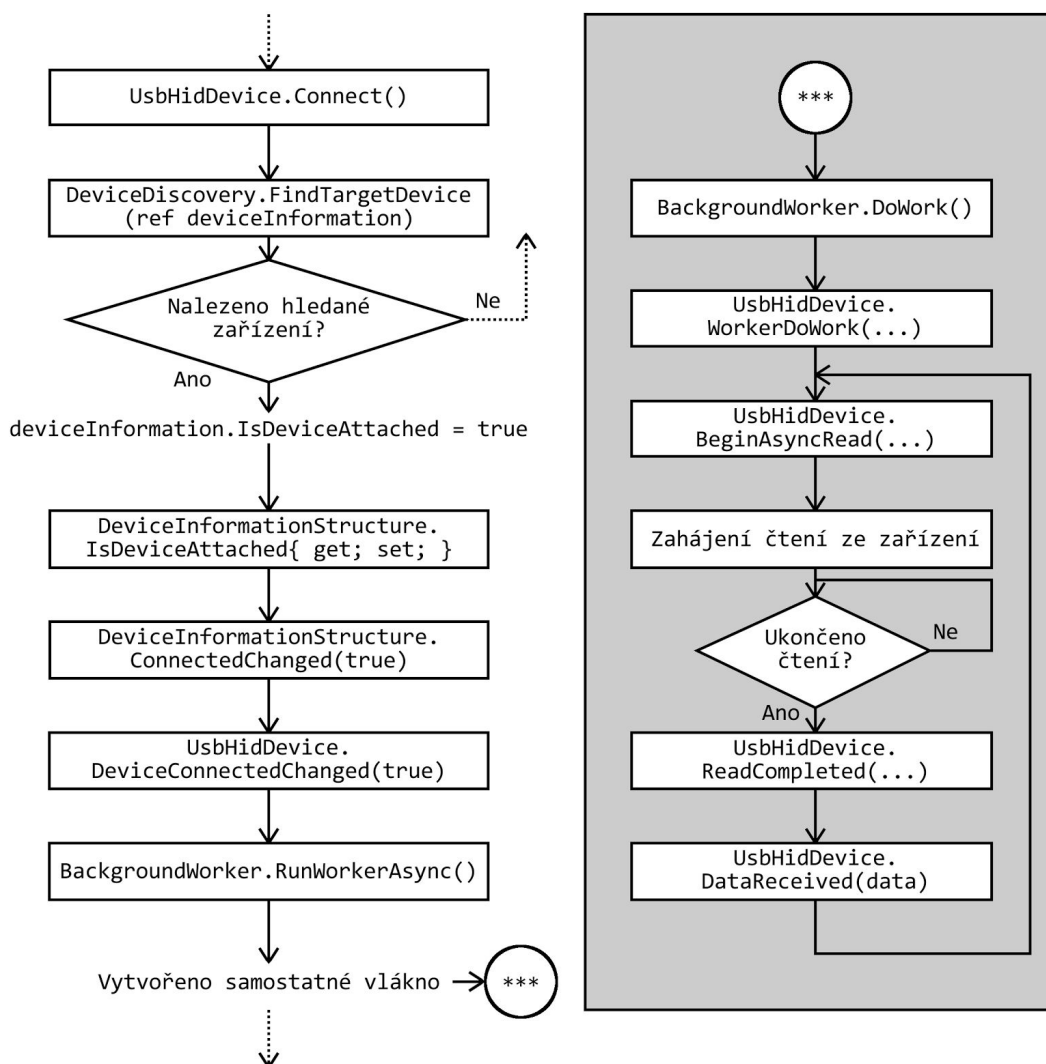 UsbHidDevice.Connect()
DeviceDiscovery.FindTargetDevice
(ref deviceInformation)
Nalezeno hledané
zařízení?
Ne
Ano
deviceInformation.IsDeviceAttached = true
DeviceInformationStructure.
IsDeviceAttached{ get; set; }
DeviceInformationStructure.
ConnectedChanged(true)
UsbHidDevice.
DeviceConnectedChanged(true)
BackgroundWorker.RunWorkerAsync()
Vytvořeno samostatné vlákno
***
***
BackgroundWorker.DoWork()
UsbHidDevice.
WorkerDoWork(...)
UsbHidDevice.
BeginAsyncRead(...)
Zahájení čtení ze zařízení
Ukončeno
čtení?
Ne
Ano
UsbHidDevice.
ReadCompleted(...)
UsbHidDevice.
DataReceived(data)